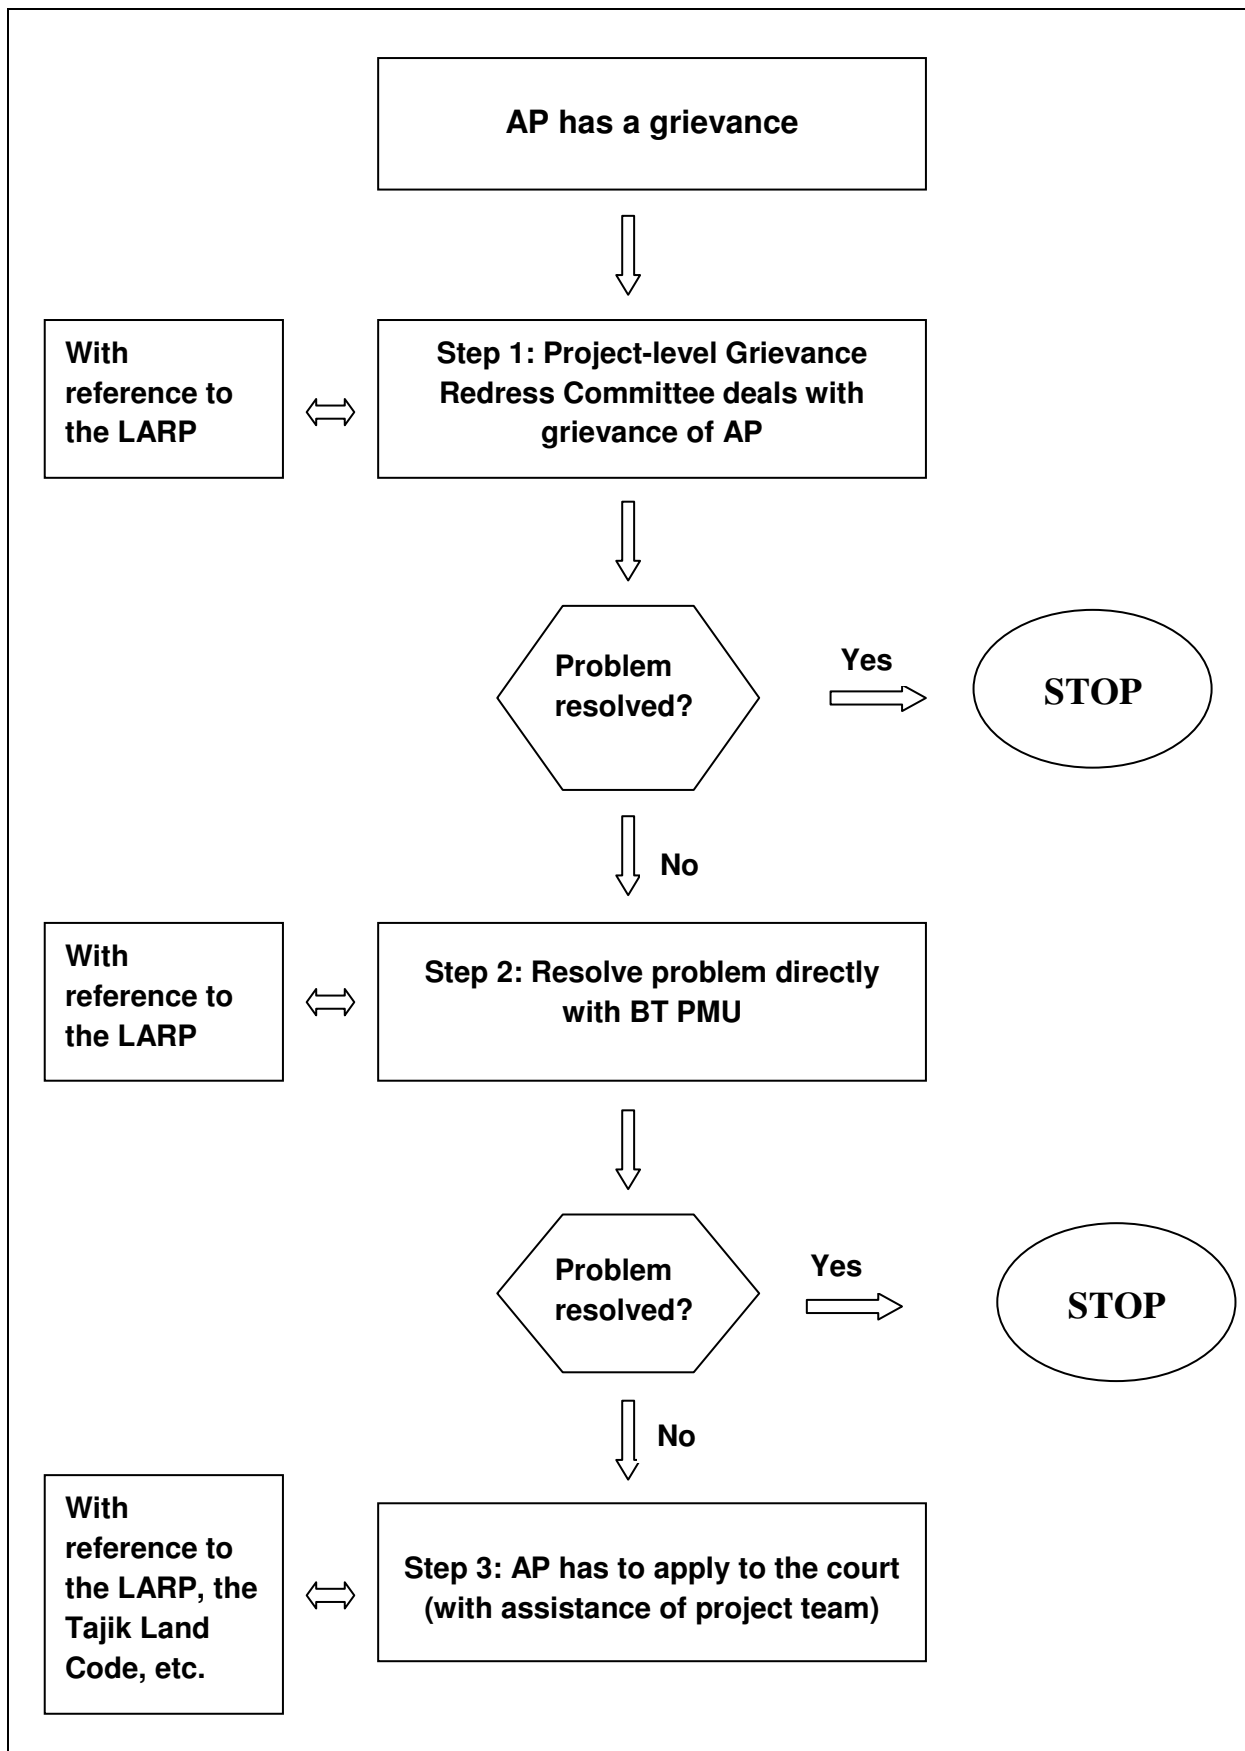 AP has a grievance
With
reference to
the LARP
Step 1: Project-level Grievance
Redress Committee deals with
grievance of AP
Problem
resolved?
Yes
STOP
No
With
reference to
the LARP
Step 2: Resolve problem directly
with BT PMU
Problem
resolved?
Yes
STOP
No
With
reference to
the LARP, the
Tajik Land
Code, etc.
Step 3: AP has to apply to the court
(with assistance of project team)